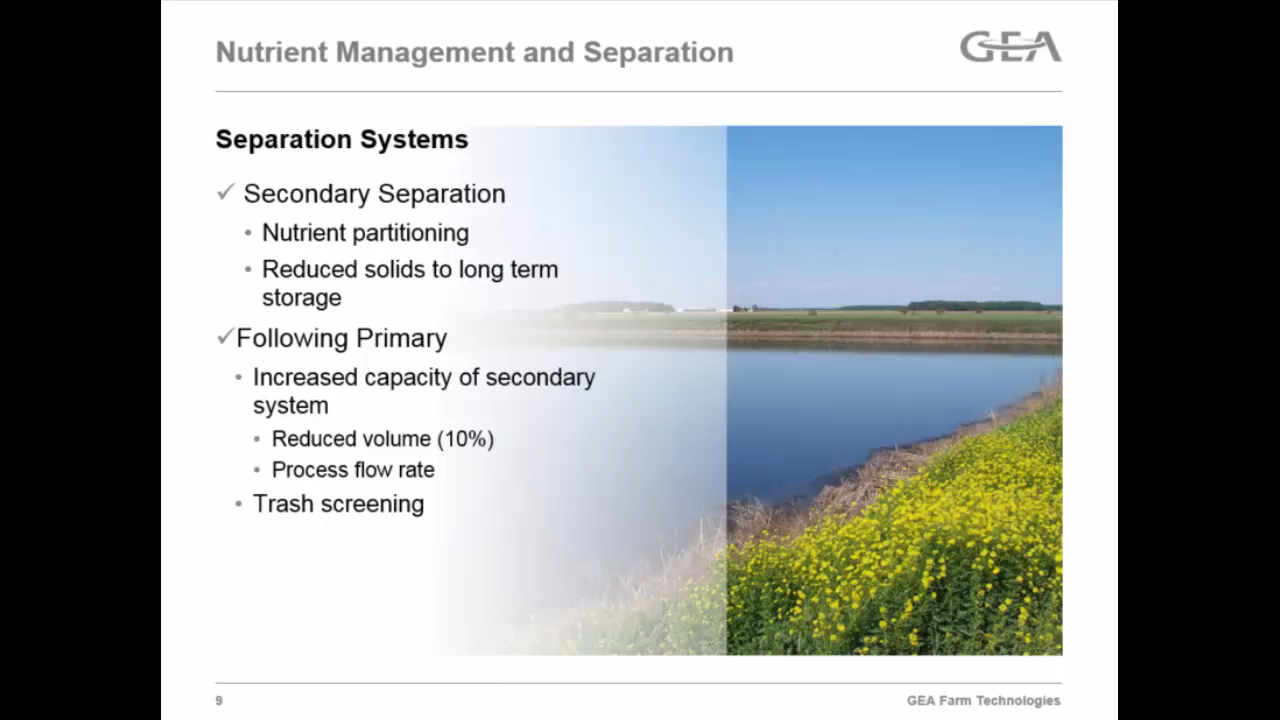 Nutrient Management and Separation
GEA
Separation Systems
✓ Secondary Separation
• Nutrient partitioning
• Reduced solids to long term
storage
✓Following Primary
• Increased capacity of secondary
system
• Reduced volume (10%)
• Process flow rate
• Trash screening
9
GEA Farm Technologies